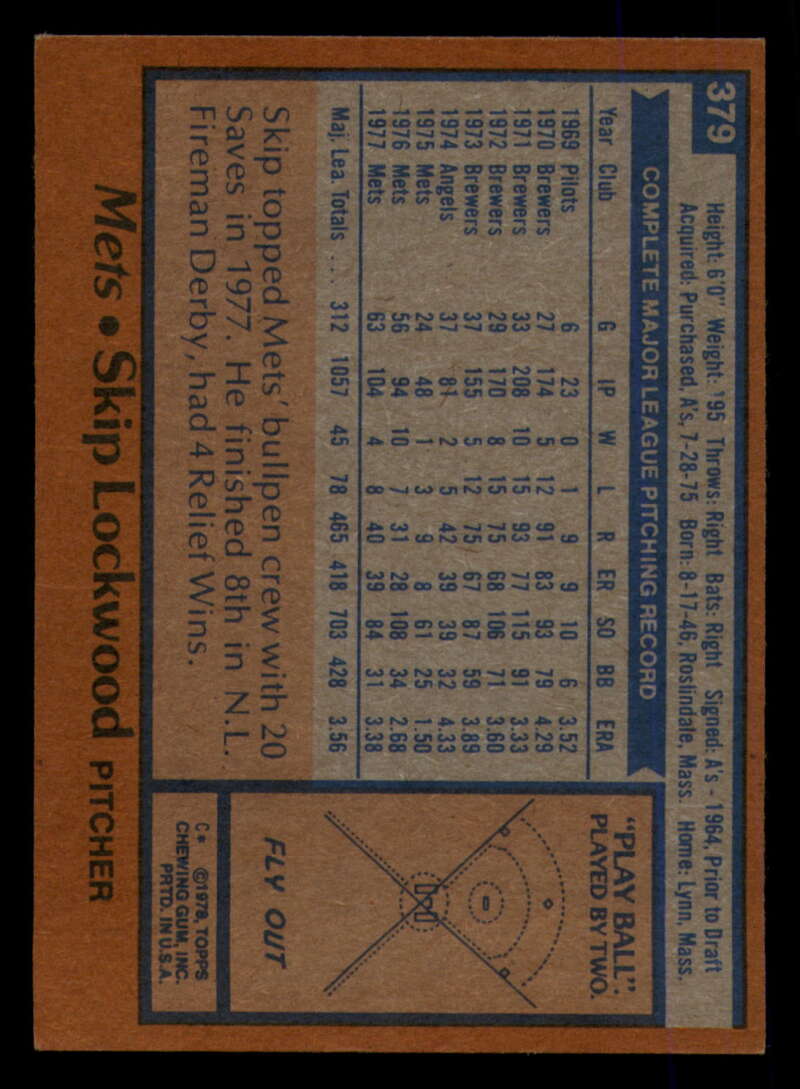 379
Height: 6'0" Weight: 195 Throws: Right Bats: Right Signed: A's - 1964, Prior to Draft
Acquired: Purchased, A's, 7-28-75 Born: 8-17-46, Roslindale, Mass. Home: Lynn, Mass.
COMPLETE MAJOR LEAGUE PITCHING RECORD
Year Club G IP W L R ER SO BB ERA
1969 Pilots 6 23 0 1 9 9 10 6 3.52
1970 Brewers 27 174 5 12 91 83 93 79 4.29
1971 Brewers 33 208 10 15 93 77 115 91 3.33
1972 Brewers 29 170 8 15 75 68 106 71 3.60
1973 Brewers 37 155 5 12 75 67 87 59 3.89
1974 Angels 37 81 2 5 42 39 39 32 4.33
1975 Mets 24 48 1 3 9 8 61 25 1.50
1976 Mets 56 94 10 7 31 28 108 34 2.68
1977 Mets 63 104 4 8 40 39 84 31 3.38
Maj. Lea. Totals ... 312 1057 45 78 465 418 703 428 3.56
Skip topped Mets' bullpen crew with 20
Saves in 1977. He finished 8th in N.L.
Fireman Derby, had 4 Relief Wins.
"PLAY BALL":
PLAYED BY TWO.
FLY OUT
C* ©1978, TOPPS
CHEWING GUM, INC.
PRTD. IN U.S.A.
Mets • Skip Lockwood PITCHER